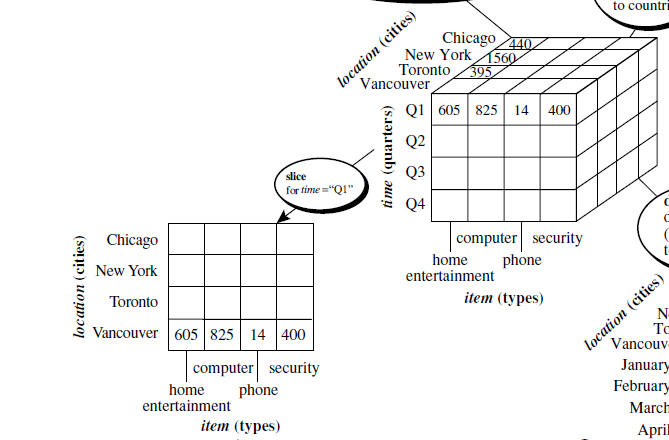 to countri
location (cities)
Chicago 440
New York 1560
Toronto 395
Vancouver
time (quarters)
Q1 605 825 14 400
Q2
Q3
Q4
computer security
home phone
entertainment
item (types)
slice
for time = "Q1"
location (cities)
Chicago
New York
Toronto
Vancouver 605 825 14 400
computer security
home phone
entertainment
item (types)
location (cities)
N
To
Vancouv
January
February
March
April